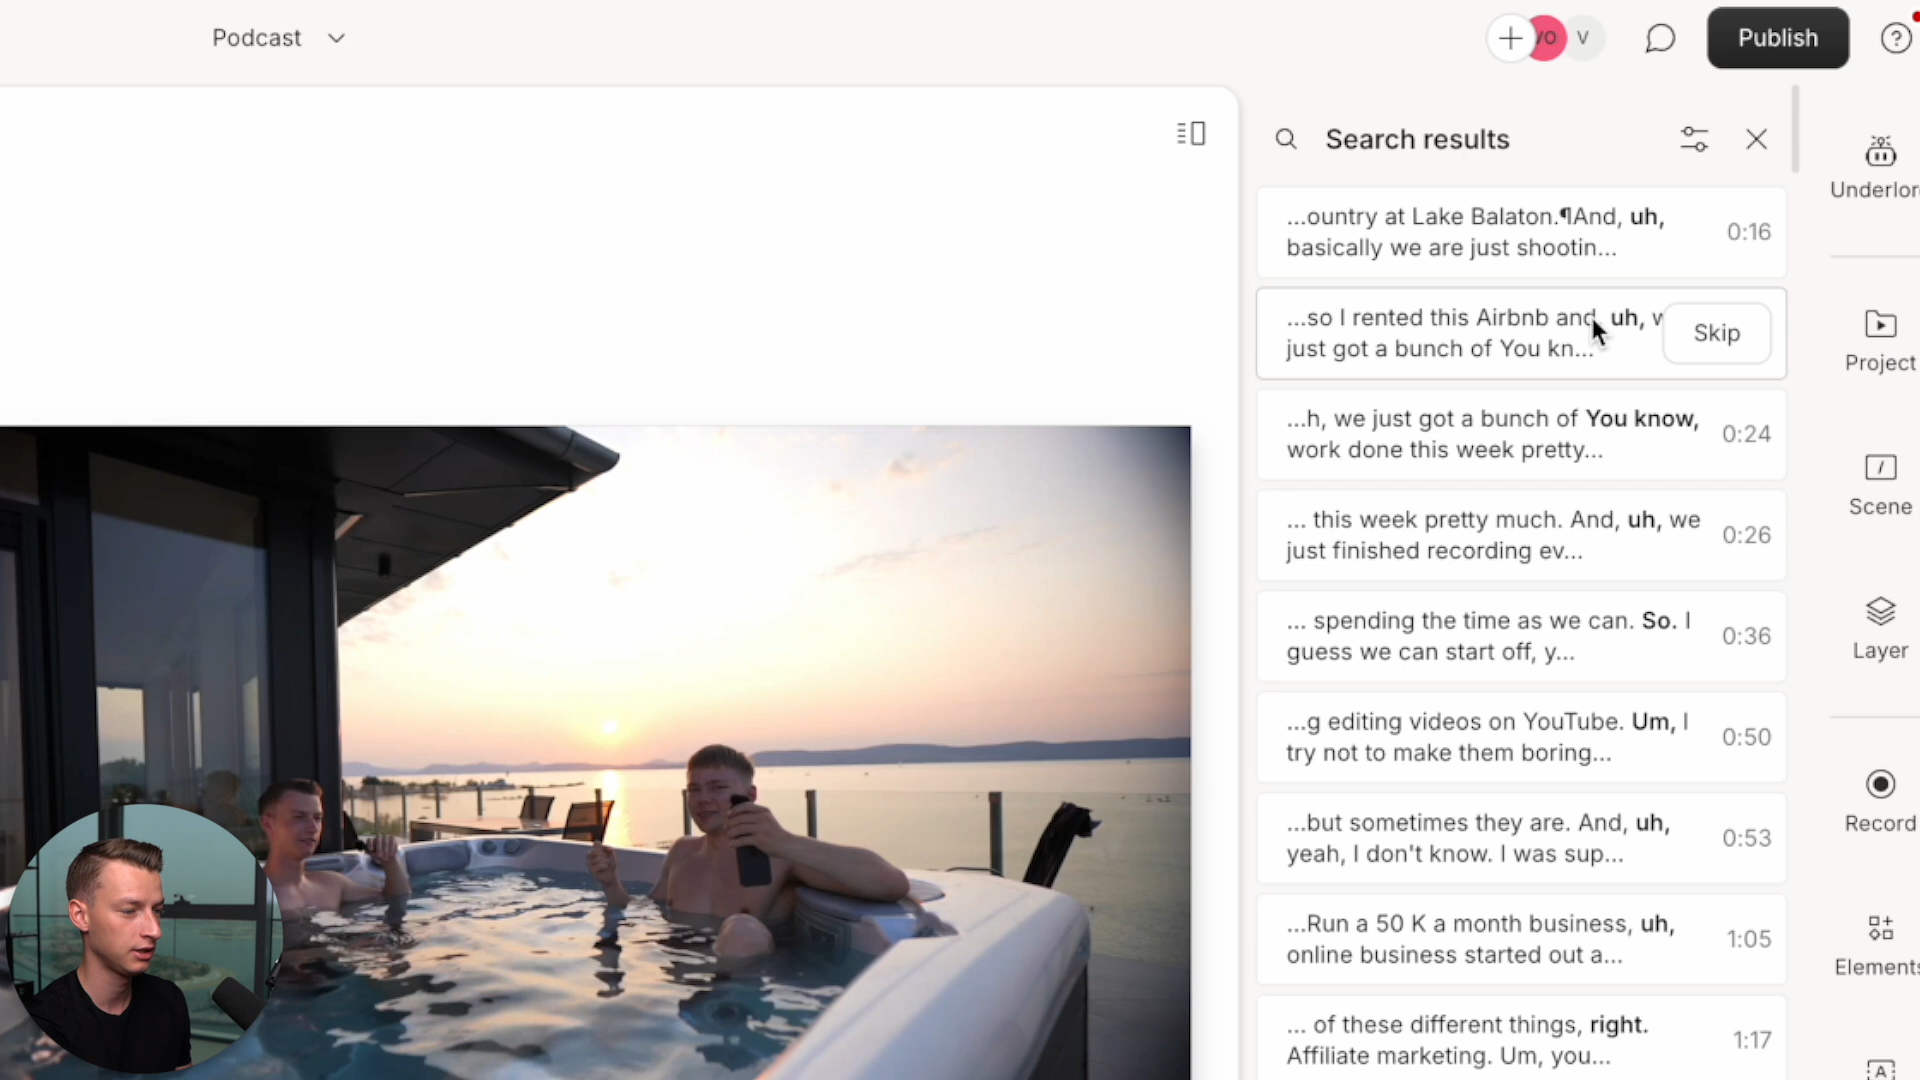 Podcast
VO
V
Publish
?
Search results
...ountry at Lake Balaton.¶And, uh,
basically we are just shootin...
0:16
...so I rented this Airbnb and, uh, w
just got a bunch of You kn...
Skip
...h, we just got a bunch of You know,
work done this week pretty...
0:24
... this week pretty much. And, uh, we
just finished recording ev...
0:26
... spending the time as we can. So. I
guess we can start off, y...
0:36
...g editing videos on YouTube. Um, I
try not to make them boring...
0:50
...but sometimes they are. And, uh,
yeah, I don't know. I was sup...
0:53
...Run a 50 K a month business, uh,
online business started out a...
1:05
... of these different things, right.
Affiliate marketing. Um, you...
1:17
Underlor
Project
Scene
Layer
Record
Elements
A